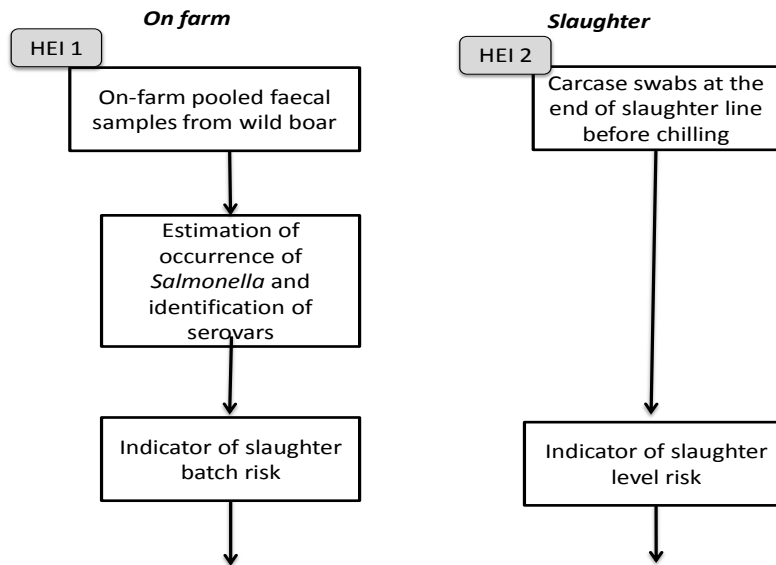 On farm
HEI 1
On-farm pooled faecal
samples from wild boar
Estimation of
occurrence of
Salmonella and
identification of
serovars
Indicator of slaughter
batch risk
Slaughter
HEI 2
Carcase swabs at the
end of slaughter line
before chilling
Indicator of slaughter
level risk